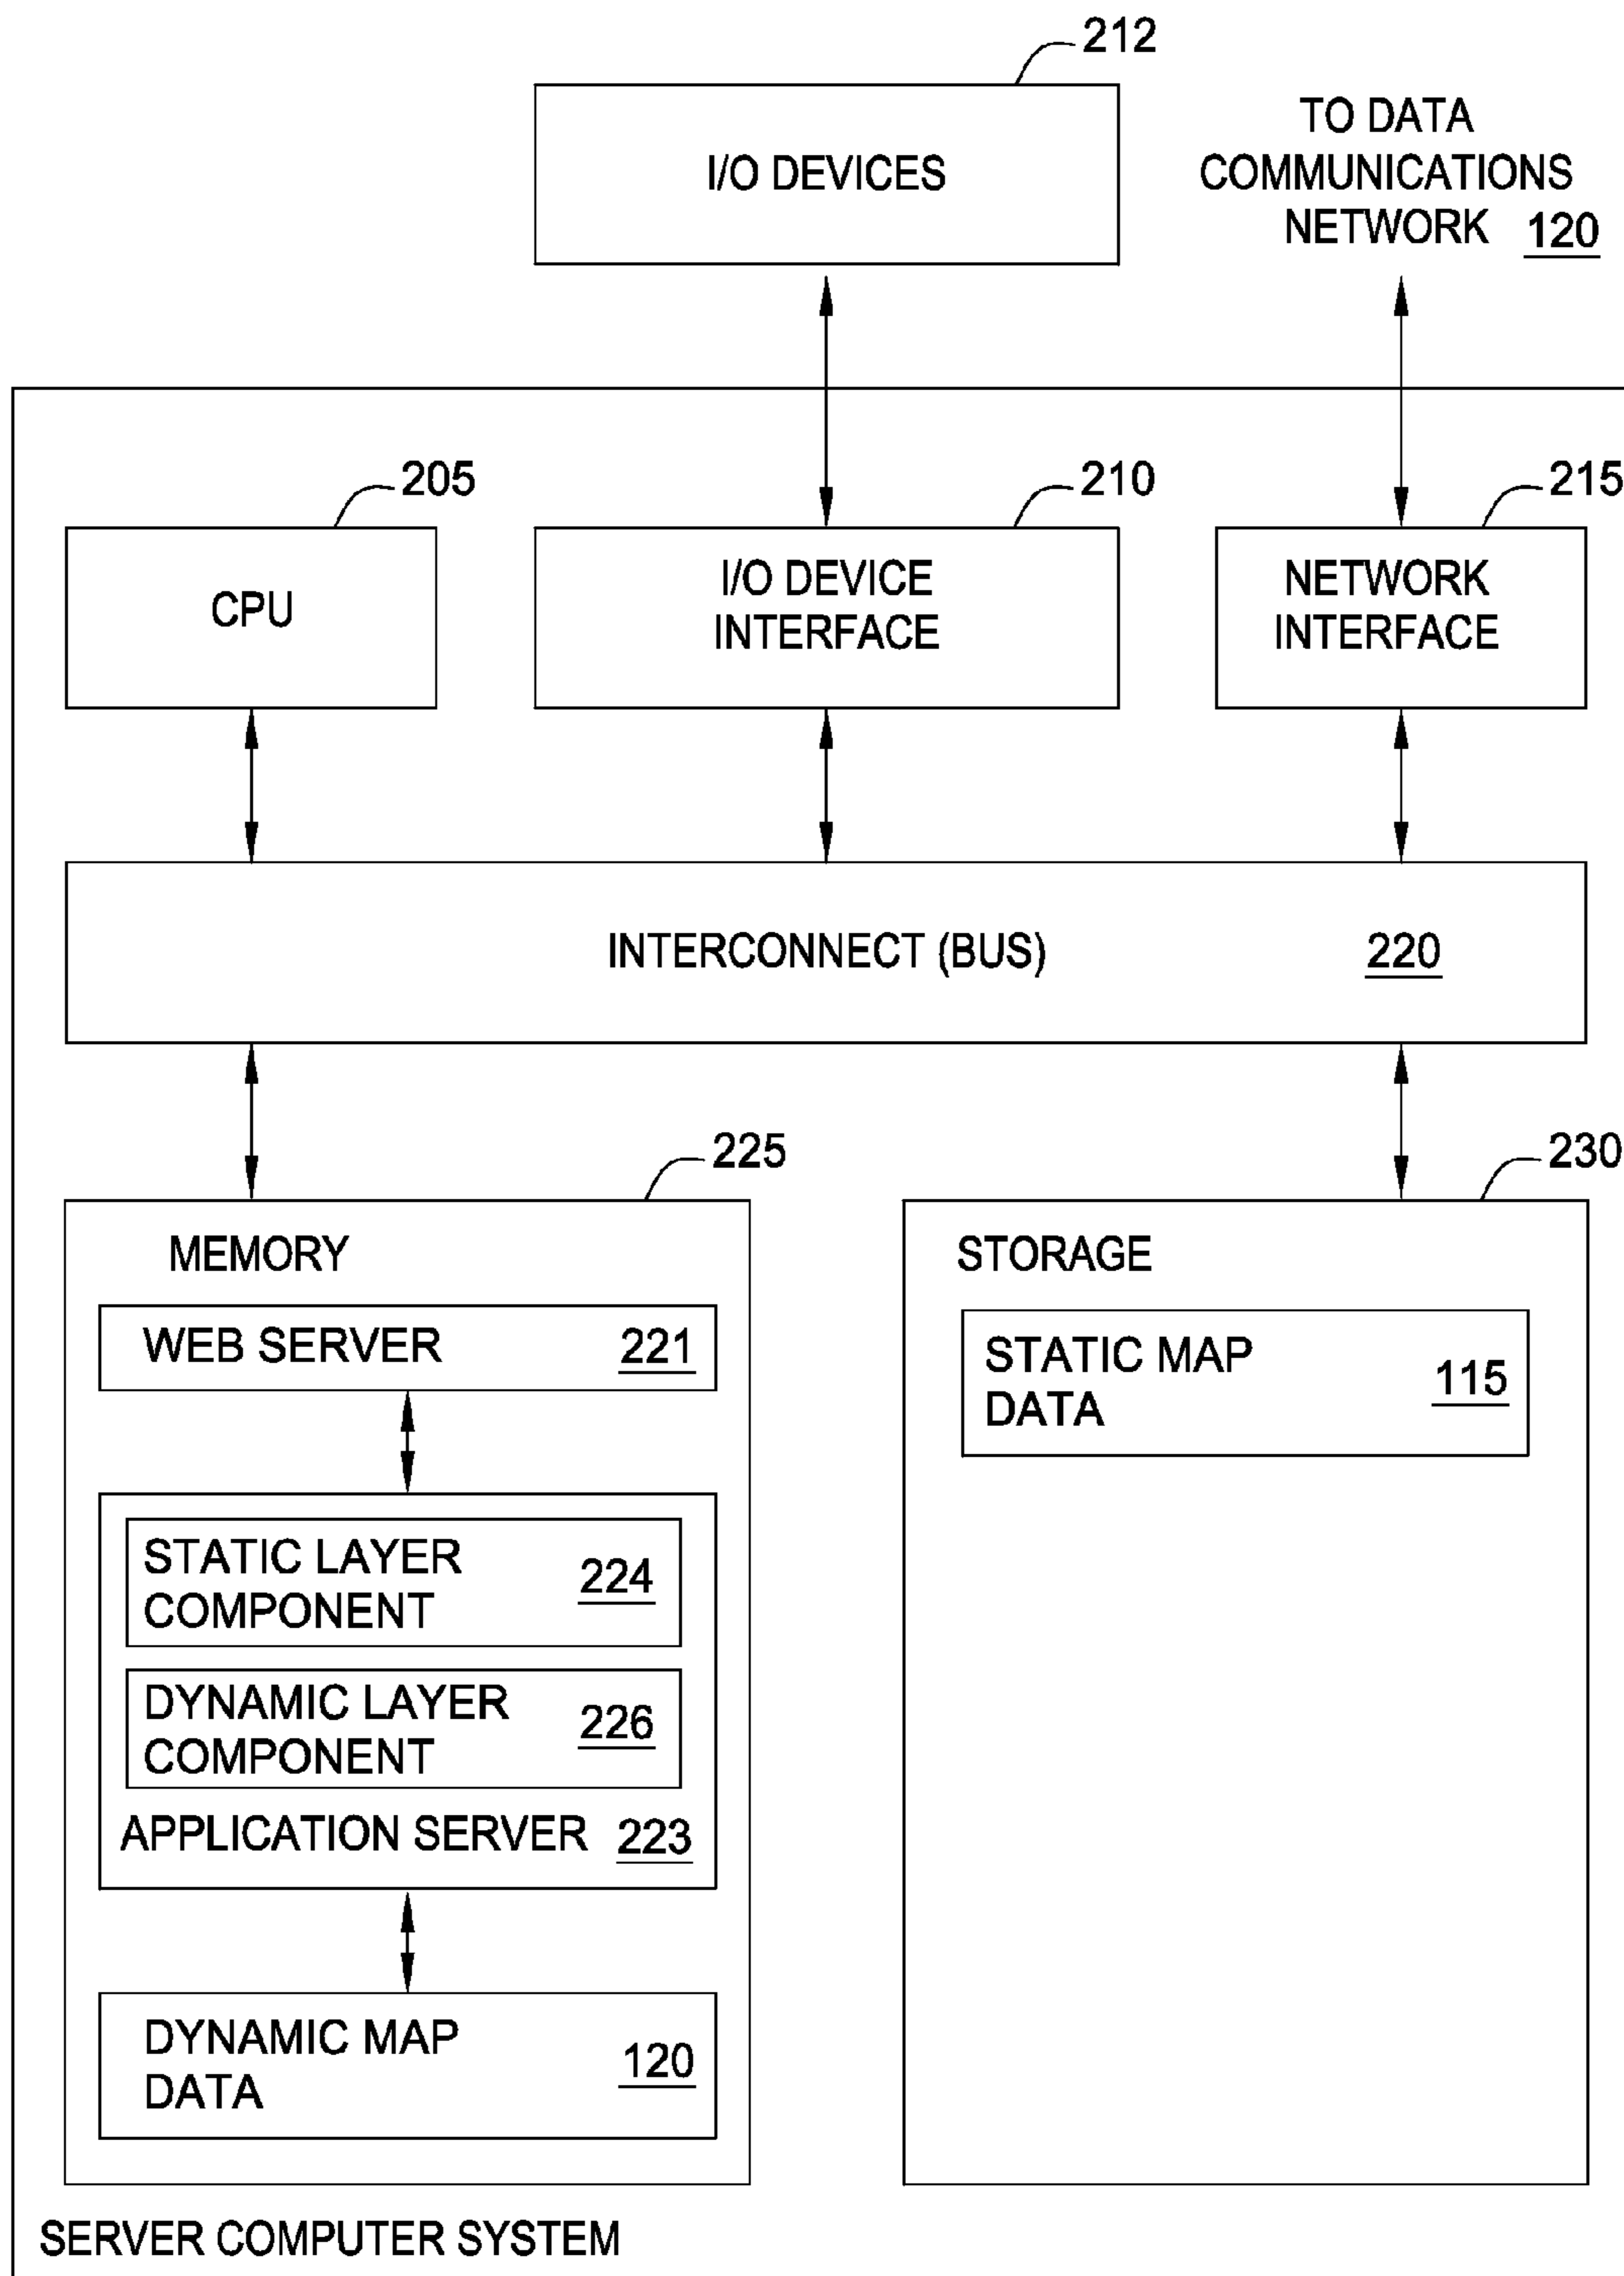 212
I/O DEVICES
TO DATA
COMMUNICATIONS
NETWORK 120
205
210
215
CPU
I/O DEVICE
INTERFACE
NETWORK
INTERFACE
INTERCONNECT (BUS) 220
225
230
MEMORY
WEB SERVER 221
STATIC LAYER
COMPONENT 224
DYNAMIC LAYER
COMPONENT 226
APPLICATION SERVER 223
DYNAMIC MAP
DATA 120
STORAGE
STATIC MAP
DATA 115
SERVER COMPUTER SYSTEM